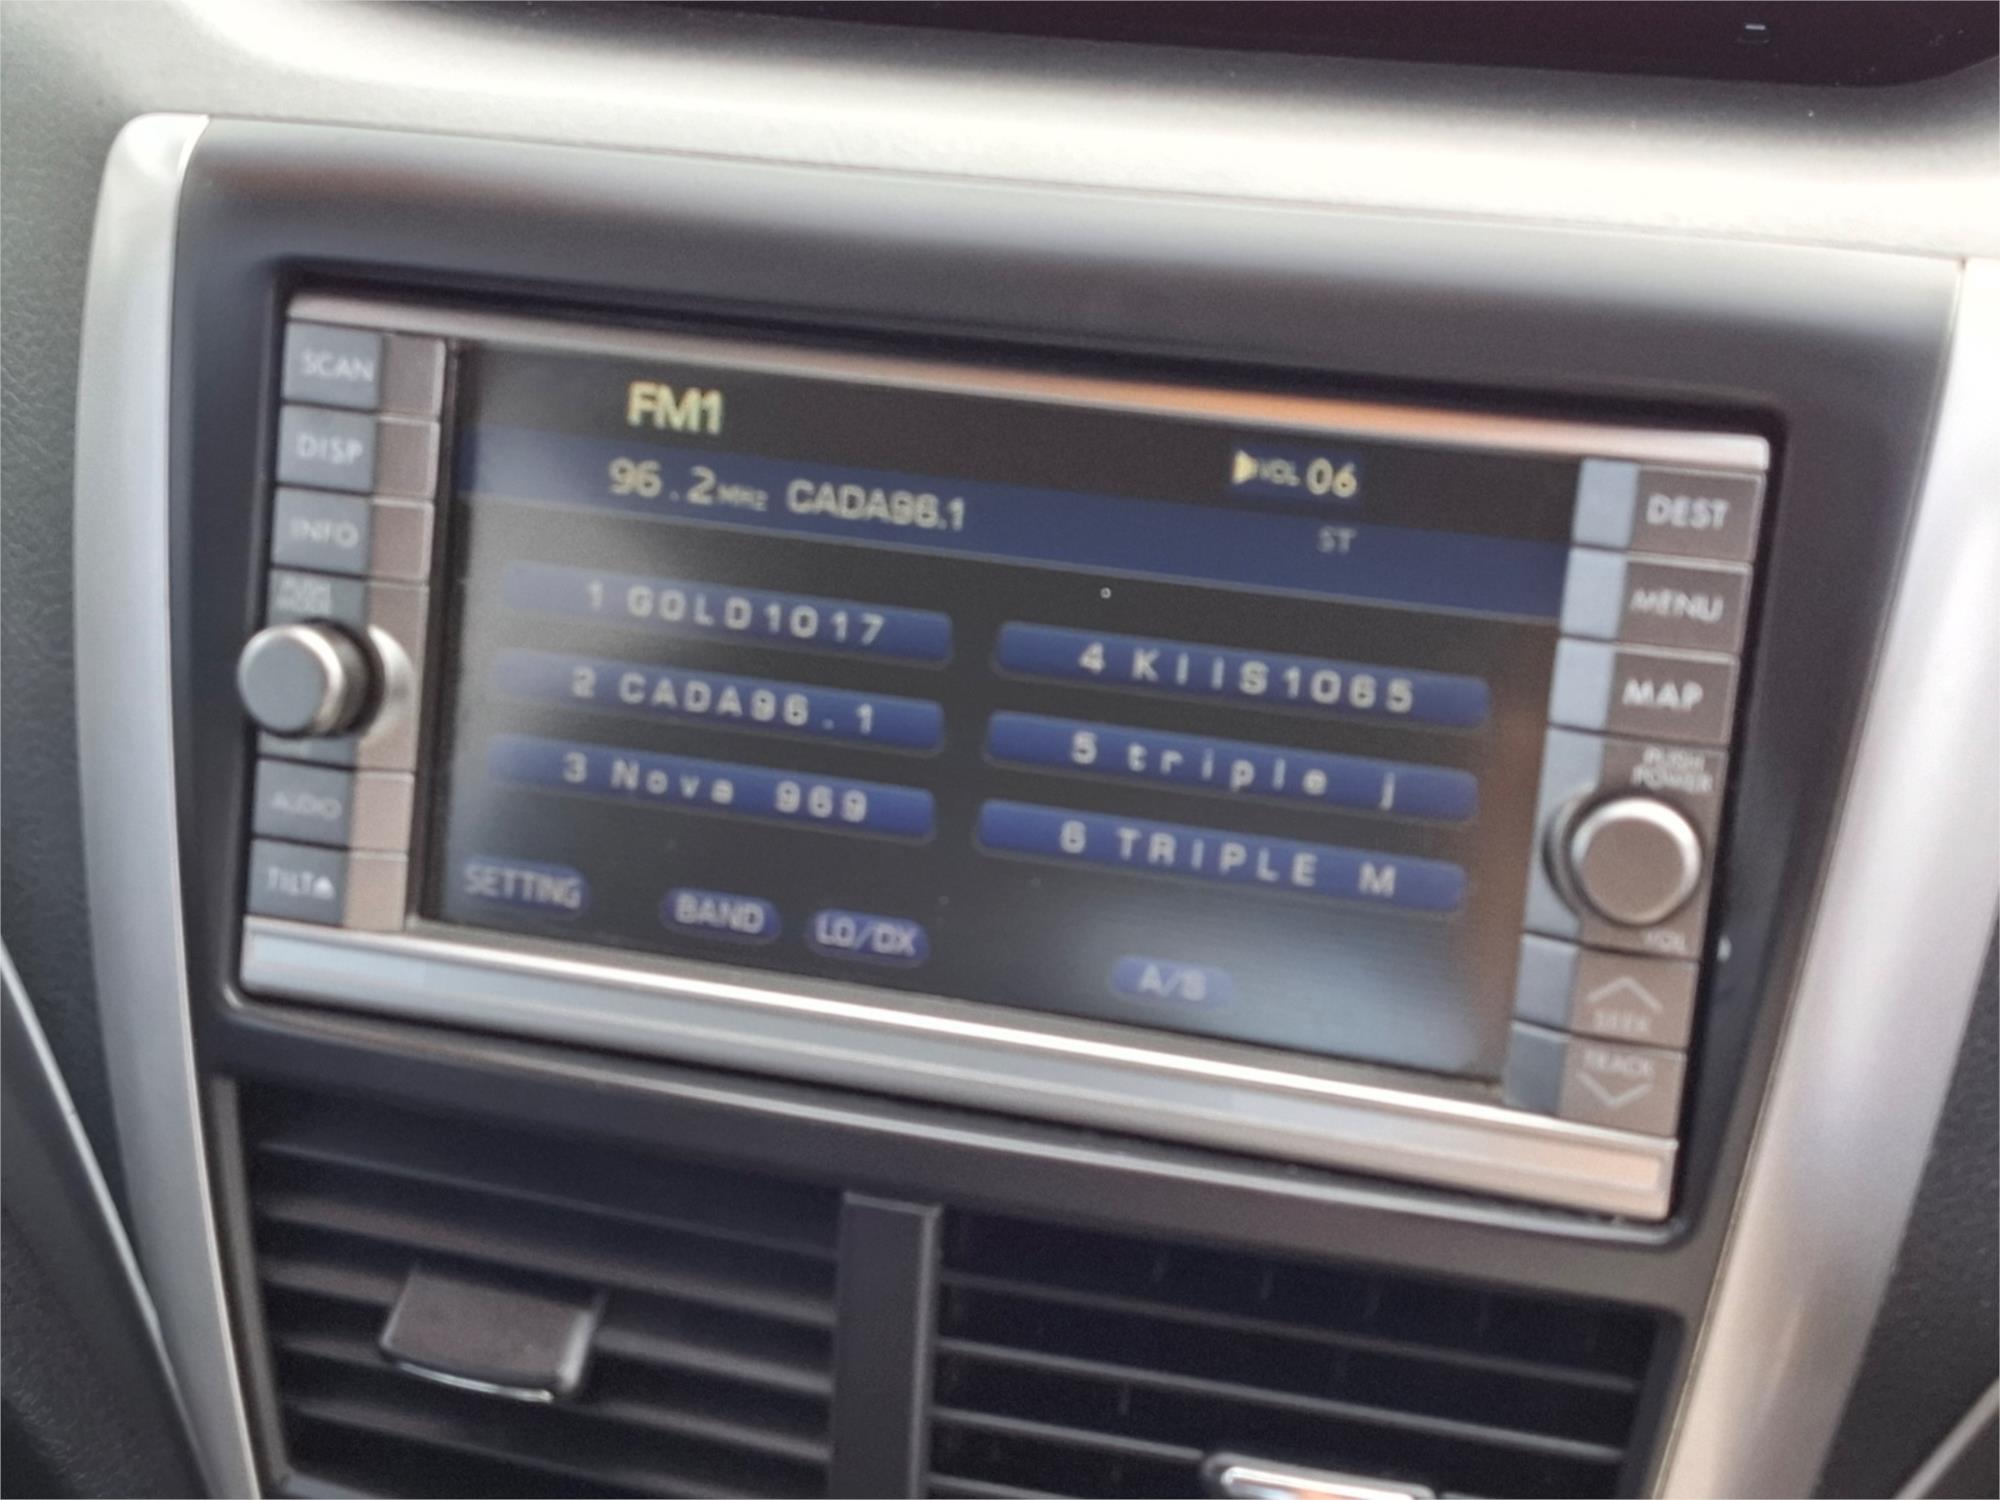 SCAN
DISP
INFO
PUSH
MODE
AUDIO
TILT
FM1
VOL 06
96.2MHz CADA96.1
ST
1 GOLD1017
2 CADA96.1
3 Nova 969
4 KIIS1065
5 triple j
6 TRIPLE M
SETTING
BAND
LO/DX
A/S
DEST
MENU
MAP
PUSH
POWER
VOL
SEEK
TRACK